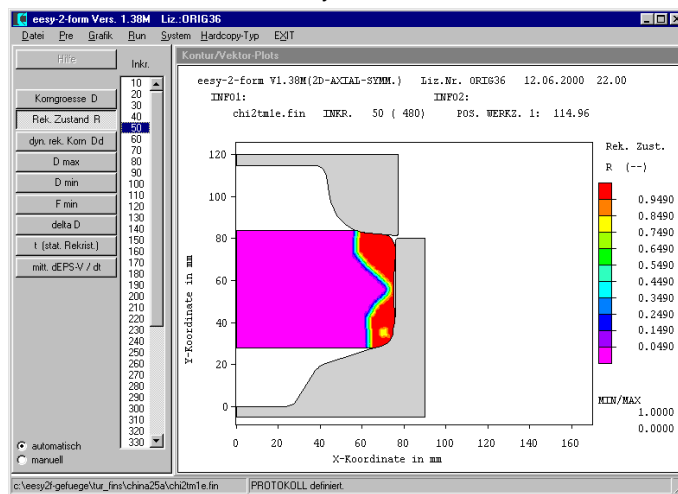 eesy-2-form Vers. 1.38M Liz.:ORIG36
Datei Pre Grafik Run System Hardcopy-Typ EXIT
Hilfe
Inkr.
Korngroesse D
Rek. Zustand R
dyn. rek. Korn Dd
D max
D min
F min
delta D
t (stat. Rekrist.)
mitt. dEPS-V / dt
10
20
30
40
50
60
70
80
90
100
110
120
130
140
150
160
170
180
190
200
210
220
230
240
250
260
270
280
290
300
310
320
330
automatisch
manuell
Kontur/Vektor-Plots
eesy-2-form V1.38M(2D-AXIAL-SYMM.) Liz.Nr. ORIG36 12.06.2000 22.00
INFO1: INFO2:
chi2tm1e.fin INKR. 50 ( 480) POS. WERKZ. 1: 114.96
Y-Koordinate in mm
120
100
80
60
40
20
0
0 20 40 60 80 100 120 140 160
X-Koordinate in mm
Rek. Zust.
R (--)
0.9490
0.8490
0.7490
0.6490
0.5490
0.4490
0.3490
0.2490
0.1490
0.0490
MIN/MAX
1.0000
0.0000
c:\eesy2f-gefuege\tur_fins\china25a\chi2tm1e.fin PROTOKOLL definiert.